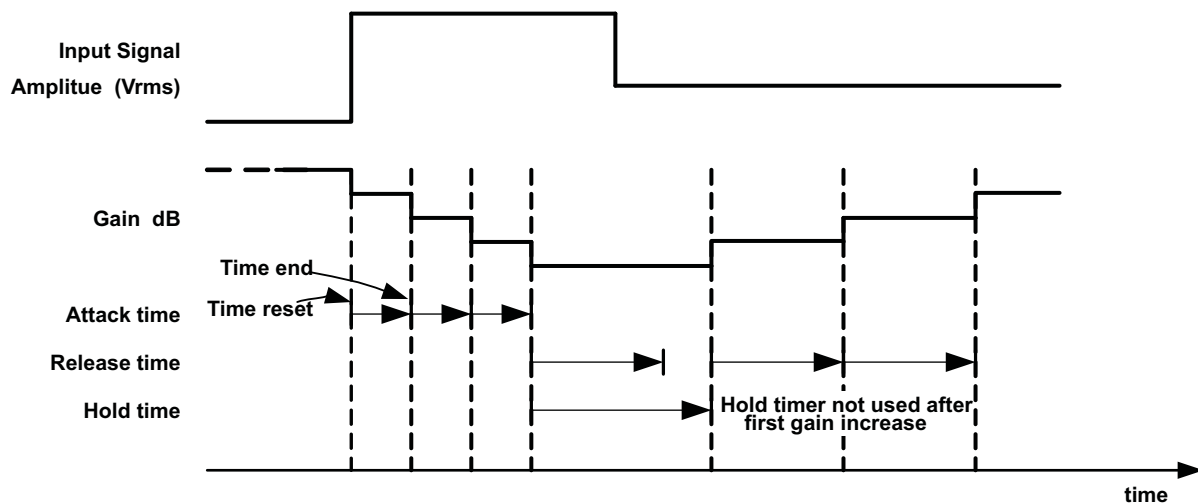 Input Signal
Amplitue (Vrms)
Gain dB
Time end
Time reset
Attack time
Release time
Hold time
Hold timer not used after
first gain increase
time